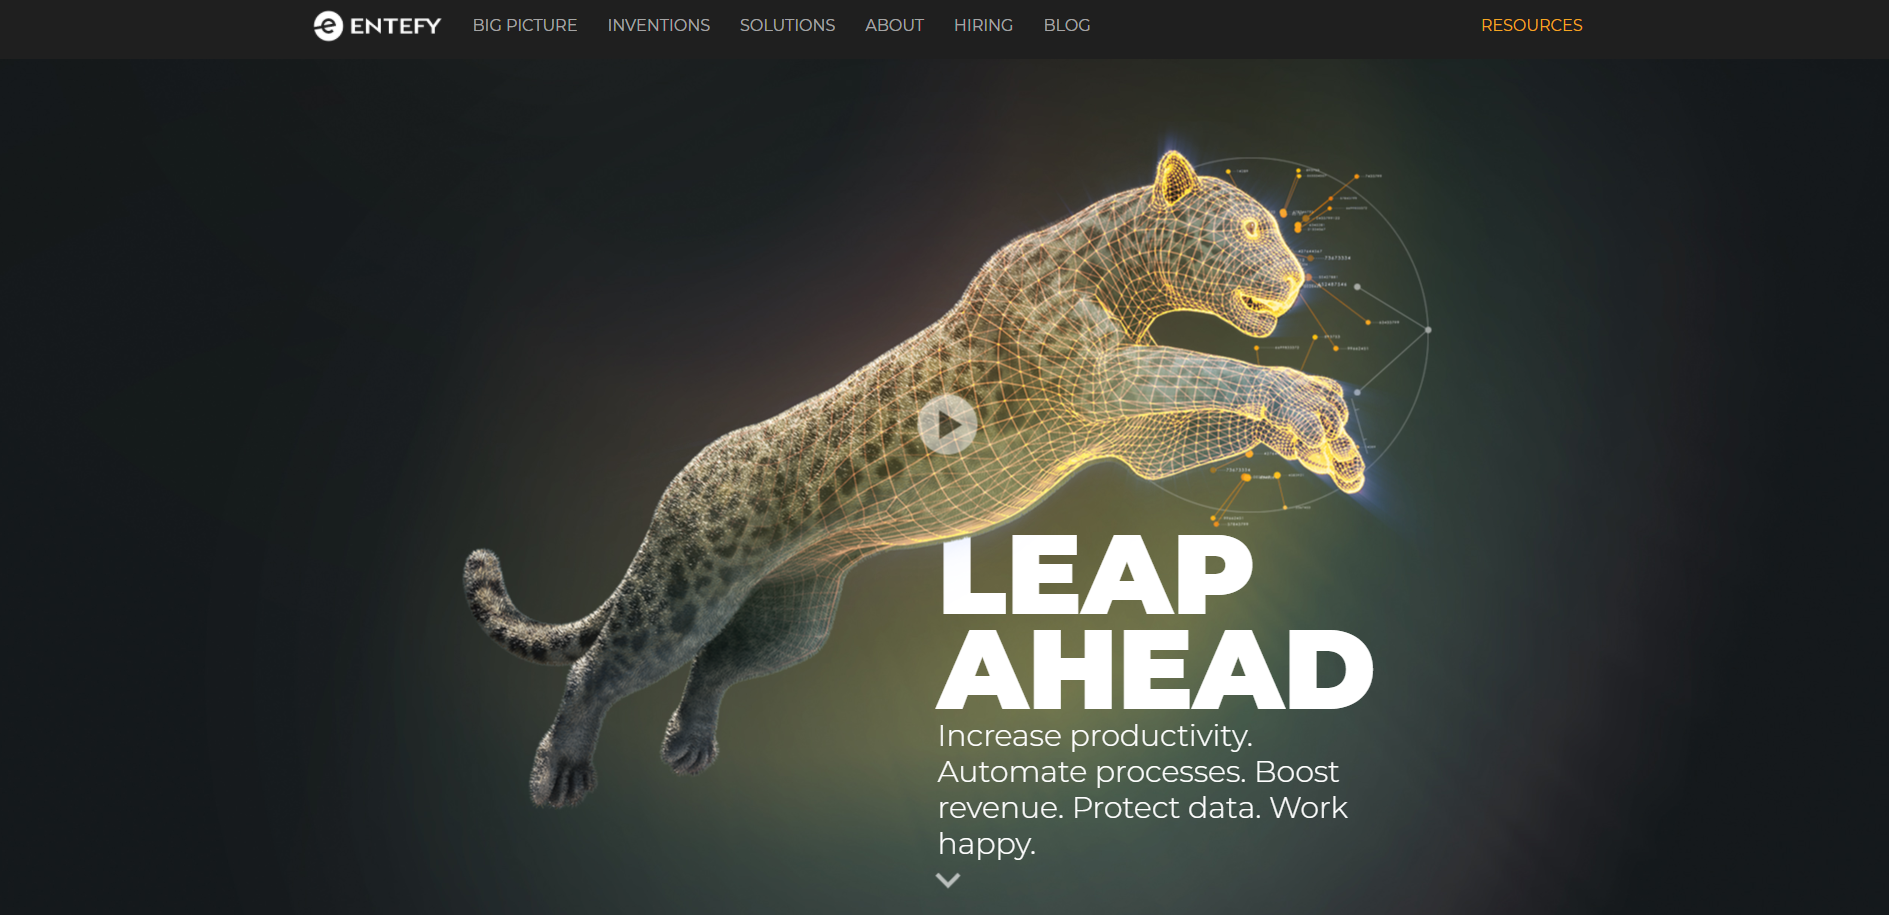 ENTEFY
BIG PICTURE
INVENTIONS
SOLUTIONS
ABOUT
HIRING
BLOG
RESOURCES
73673334
LEAP
AHEAD
Increase productivity.
Automate processes. Boost
revenue. Protect data. Work
happy.